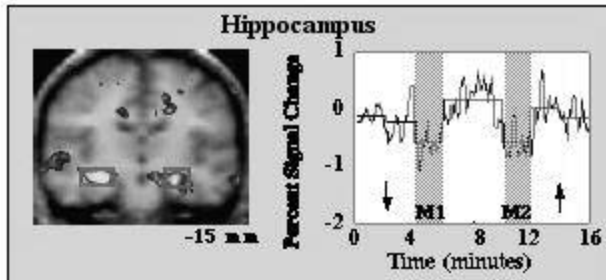 Hippocampus
-15 mm
Percent Signal Change
1
0
-1
-2
M1 M2
0 4 8 12 16
Time (minutes)